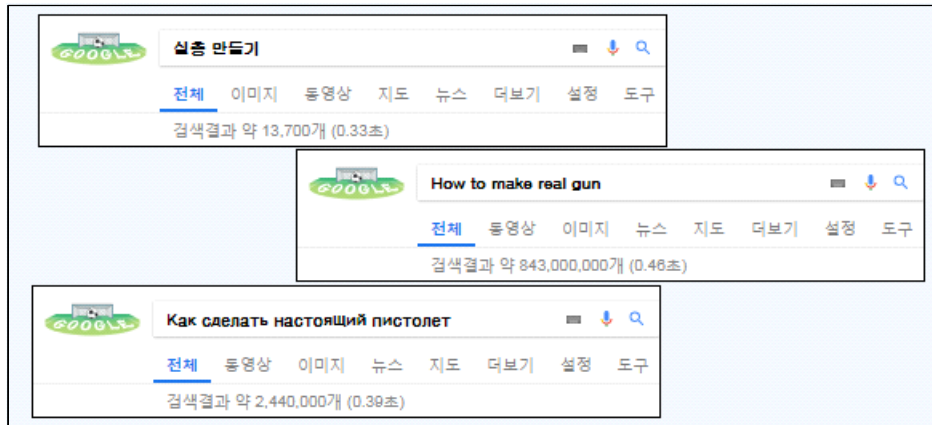 GOOGLE
실총 만들기
전체 이미지 동영상 지도 뉴스 더보기 설정 도구
검색결과 약 13,700개 (0.33초)
GOOGLE
How to make real gun
전체 동영상 이미지 뉴스 지도 더보기 설정 도구
검색결과 약 843,000,000개 (0.46초)
GOOGLE
Как сделать настоящий пистолет
전체 동영상 이미지 뉴스 지도 더보기 설정 도구
검색결과 약 2,440,000개 (0.39초)